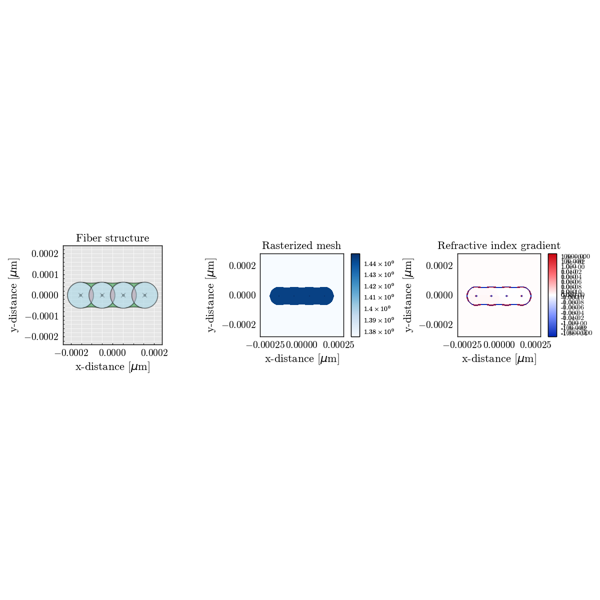 Fiber structure
y-distance [μm]
0.0002
0.0001
0.0000
−0.0001
−0.0002
−0.0002 0.0000 0.0002
x-distance [μm]
Rasterized mesh
y-distance [μm]
0.0002
0.0000
−0.0002
−0.00025 0.00000 0.00025
x-distance [μm]
1.44 × 10⁰
1.43 × 10⁰
1.42 × 10⁰
1.41 × 10⁰
1.4 × 10⁰
1.39 × 10⁰
1.38 × 10⁰
Refractive index gradient
y-distance [μm]
0.0002
0.0000
−0.0002
−0.00025 0.00000 0.00025
x-distance [μm]